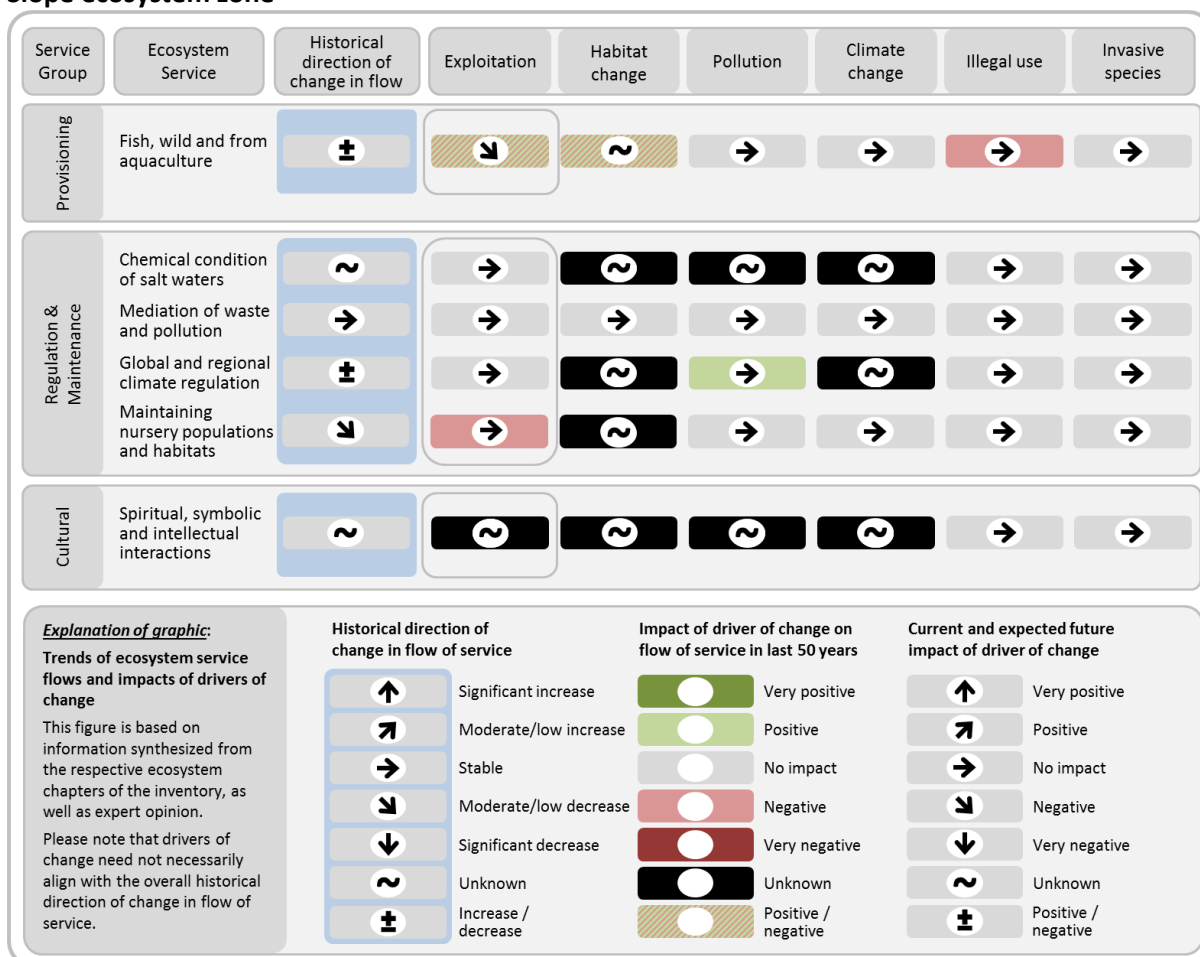 Slope ecosystem zone
Service
Group
Ecosystem
Service
Historical
direction of
change in flow
Exploitation
Habitat
change
Pollution
Climate
change
Illegal use
Invasive
species
Provisioning
Fish, wild and from
aquaculture
Regulation &
Maintenance
Chemical condition
of salt waters
Mediation of waste
and pollution
Global and regional
climate regulation
Maintaining
nursery populations
and habitats
Cultural
Spiritual, symbolic
and intellectual
interactions
Explanation of graphic:
Trends of ecosystem service
flows and impacts of drivers of
change
This figure is based on
information synthesized from
the respective ecosystem
chapters of the inventory, as
well as expert opinion.
Please note that drivers of
change need not necessarily
align with the overall historical
direction of change in flow of
service.
Historical direction of
change in flow of service
Significant increase
Moderate/low increase
Stable
Moderate/low decrease
Significant decrease
Unknown
Increase /
decrease
Impact of driver of change on
flow of service in last 50 years
Very positive
Positive
No impact
Negative
Very negative
Unknown
Positive /
negative
Current and expected future
impact of driver of change
Very positive
Positive
No impact
Negative
Very negative
Unknown
Positive /
negative